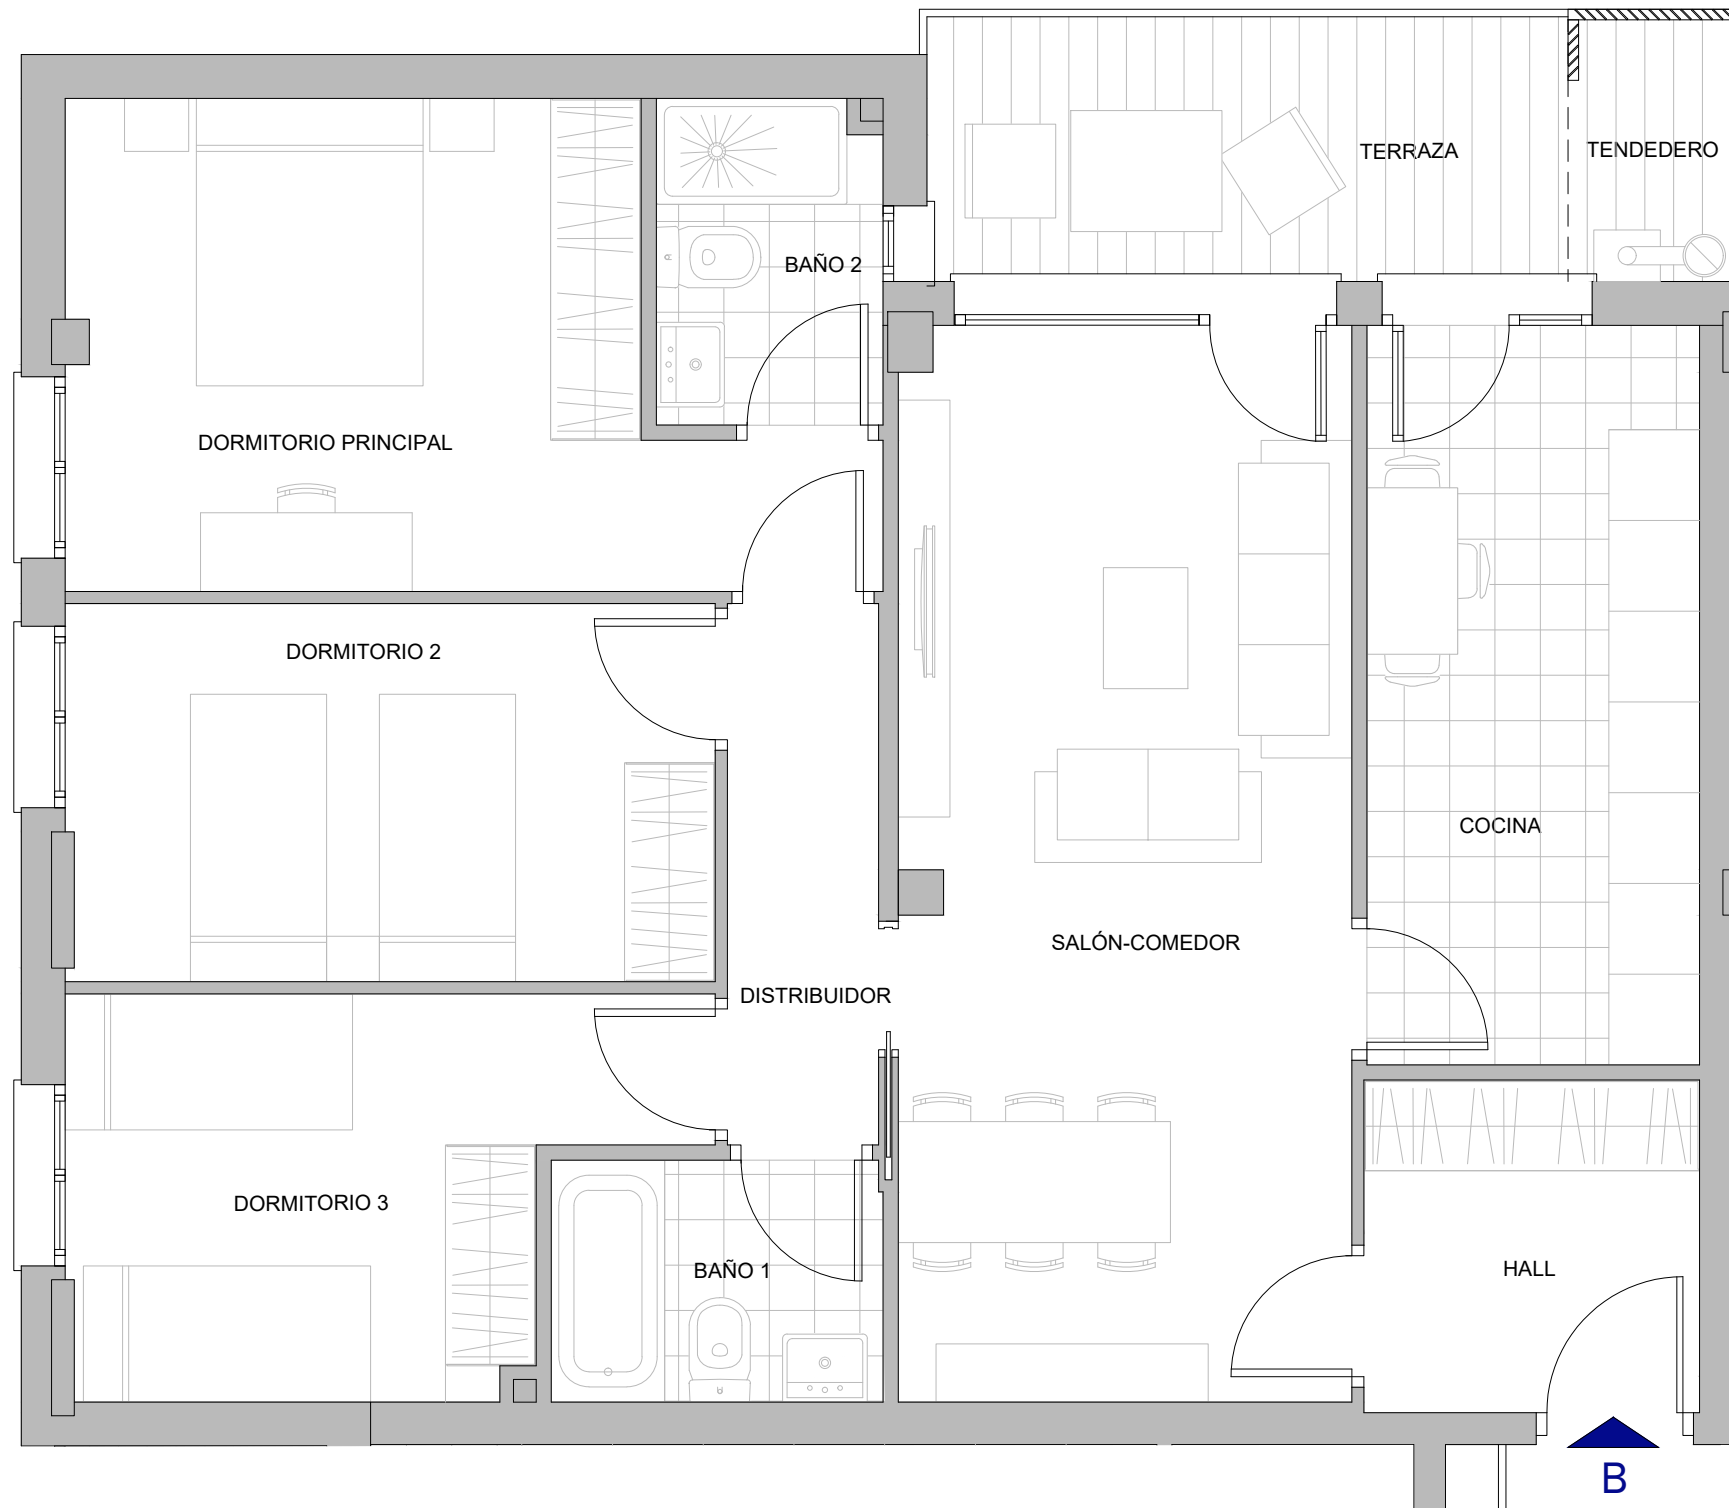 TERRAZA
TENDEDERO
BAÑO 2
DORMITORIO PRINCIPAL
DORMITORIO 2
COCINA
SALÓN-COMEDOR
DISTRIBUIDOR
DORMITORIO 3
BAÑO 1
HALL
B